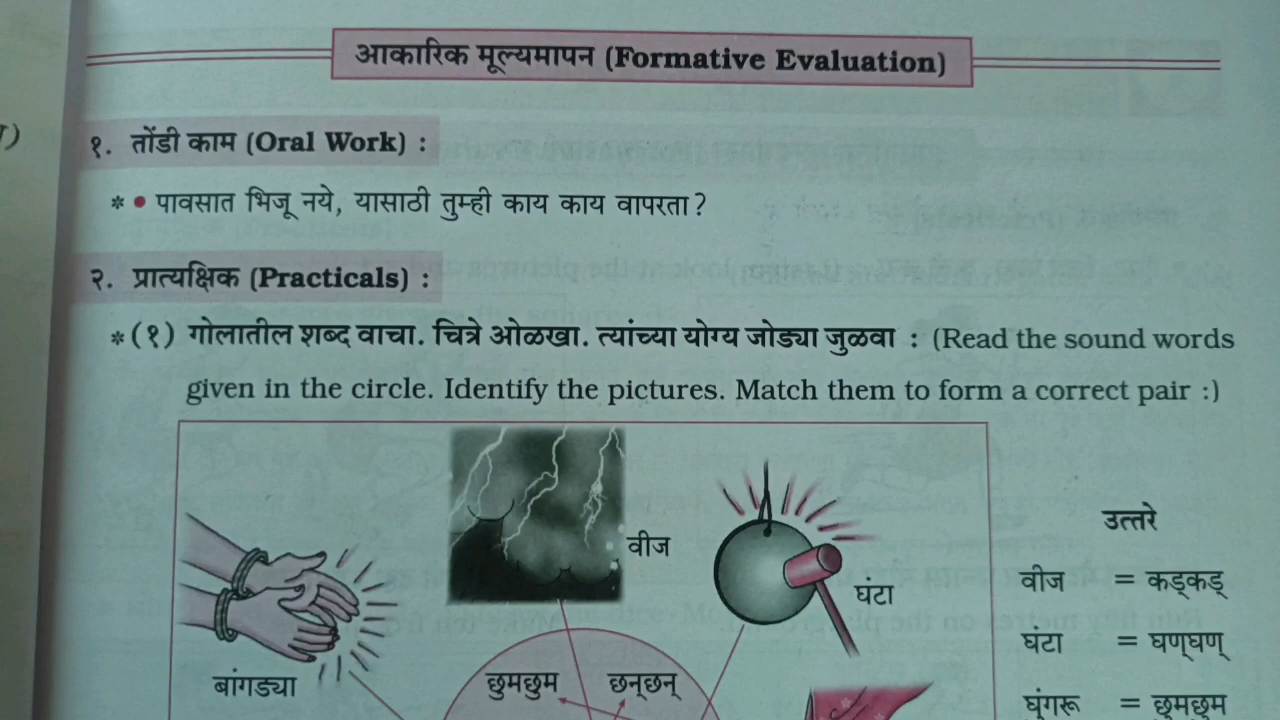 आकारिक मूल्यमापन (Formative Evaluation)
१. तोंडी काम (Oral Work) :
* • पावसात भिजू नये, यासाठी तुम्ही काय काय वापरता?
२. प्रात्यक्षिक (Practicals) :
* (१) गोलातील शब्द वाचा. चित्रे ओळखा. त्यांच्या योग्य जोड्या जुळवा : (Read the sound words
given in the circle. Identify the pictures. Match them to form a correct pair :)
वीज
घंटा
बांगड्या
छुमछुम छन्छन्
उत्तरे
वीज = कड्कड्
घंटा = घण्घण्
घुंगरू = छुमछुम